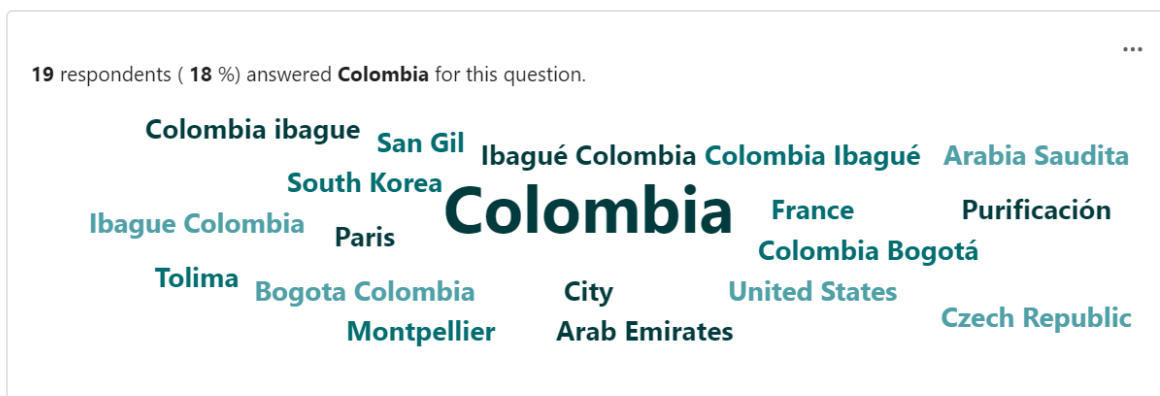 ...
19 respondents ( 18 %) answered Colombia for this question.
Colombia ibague
San Gil
Ibagué Colombia
Colombia Ibagué
Arabia Saudita
South Korea
Colombia
France
Purificación
Ibague Colombia
Paris
Colombia Bogotá
Tolima
Bogota Colombia
City
United States
Czech Republic
Montpellier
Arab Emirates